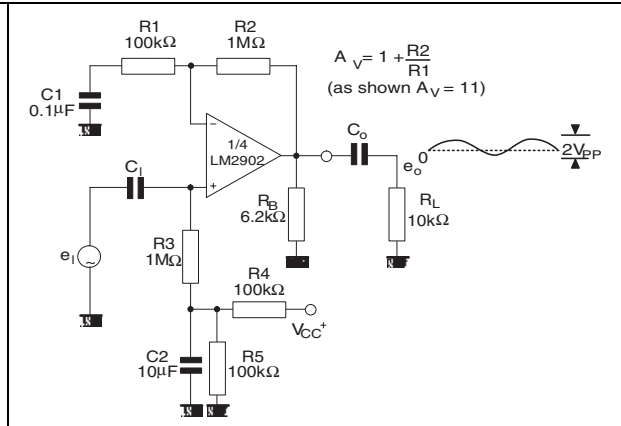 R1
100kΩ
R2
1MΩ
A V = 1 + R2
R1
(as shown A V = 11)
C1
0.1μF
1/4
LM2902
−
+
CI
eI
~
Co
eo
0
2VPP
RB
6.2kΩ
RL
10kΩ
R3
1MΩ
R4
100kΩ
VCC+
C2
10μF
R5
100kΩ